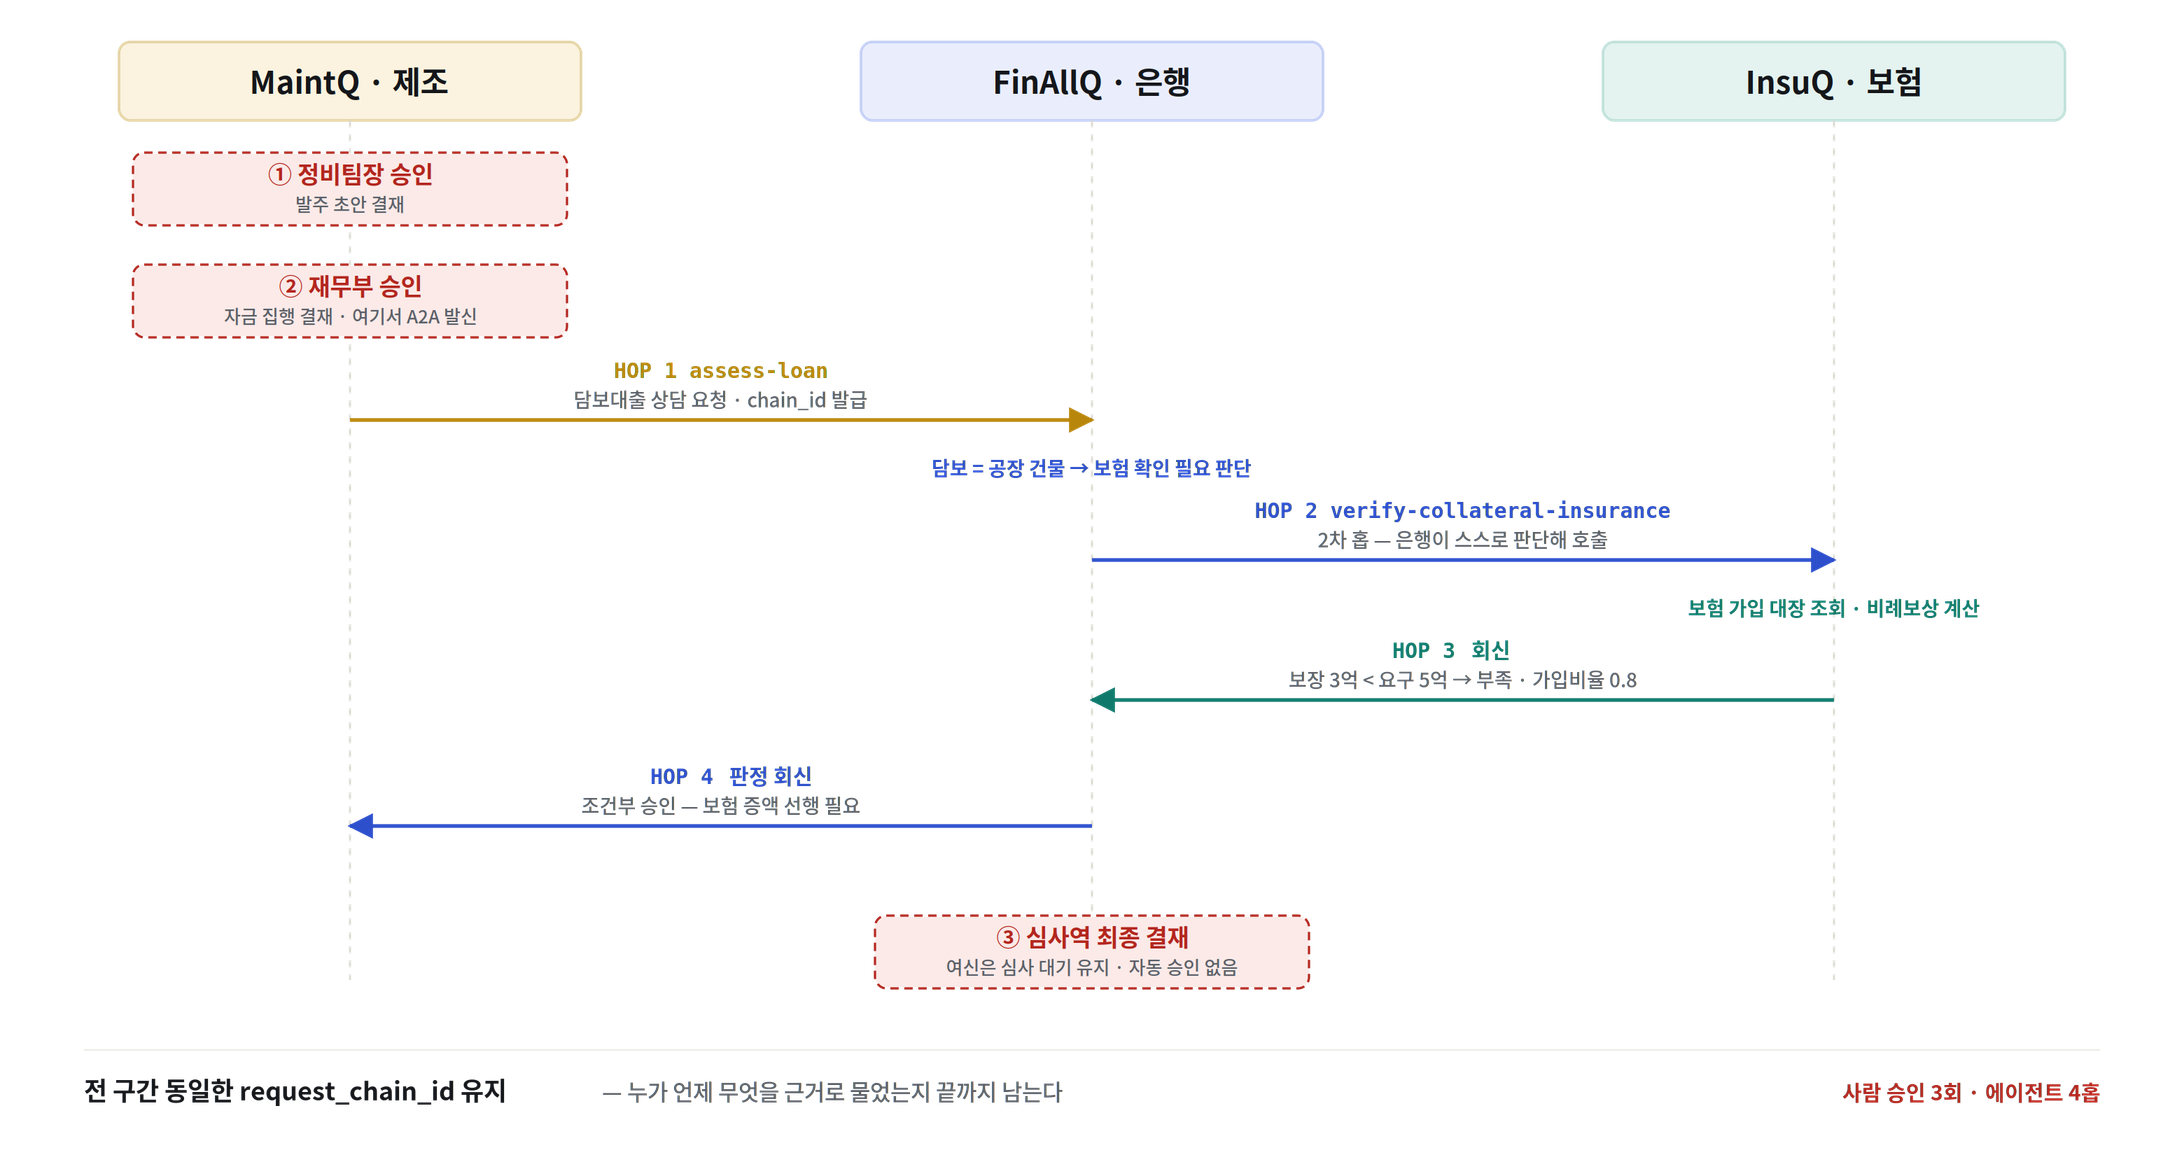 MaintQ · 제조
FinAllQ · 은행
InsuQ · 보험
① 정비팀장 승인
발주 초안 결재
② 재무부 승인
자금 집행 결재 · 여기서 A2A 발신
HOP 1 assess-loan
담보대출 상담 요청 · chain_id 발급
담보 = 공장 건물 → 보험 확인 필요 판단
HOP 2 verify-collateral-insurance
2차 홉 — 은행이 스스로 판단해 호출
보험 가입 대장 조회 · 비례보상 계산
HOP 3 회신
보장 3억 < 요구 5억 → 부족 · 가입비율 0.8
HOP 4 판정 회신
조건부 승인 — 보험 증액 선행 필요
③ 심사역 최종 결재
여신은 심사 대기 유지 · 자동 승인 없음
전 구간 동일한 request_chain_id 유지 — 누가 언제 무엇을 근거로 물었는지 끝까지 남는다
사람 승인 3회 · 에이전트 4홉